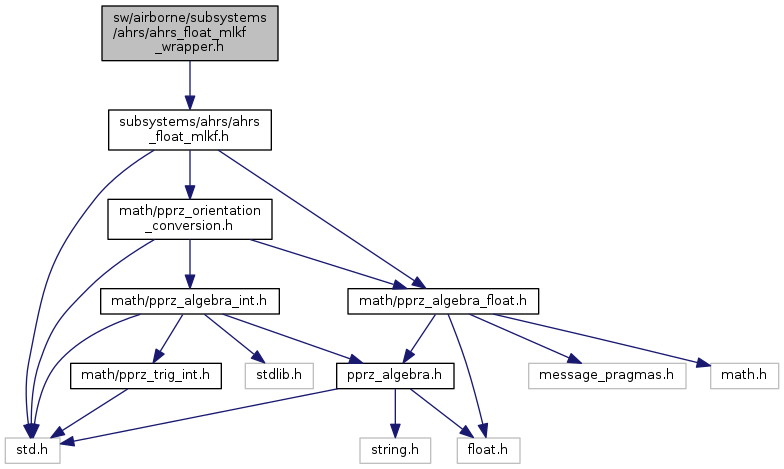 sw/airborne/subsystems
/ahrs/ahrs_float_mlkf
_wrapper.h
subsystems/ahrs/ahrs
_float_mlkf.h
math/pprz_orientation
_conversion.h
math/pprz_algebra_int.h
math/pprz_algebra_float.h
math/pprz_trig_int.h
stdlib.h
pprz_algebra.h
message_pragmas.h
math.h
std.h
string.h
float.h